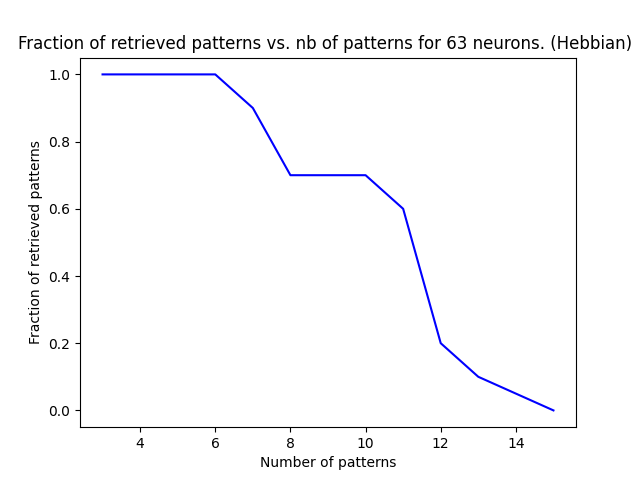 Fraction of retrieved patterns vs. nb of patterns for 63 neurons. (Hebbian)
1.0
0.8
0.6
0.4
0.2
0.0
Fraction of retrieved patterns
4 6 8 10 12 14
Number of patterns